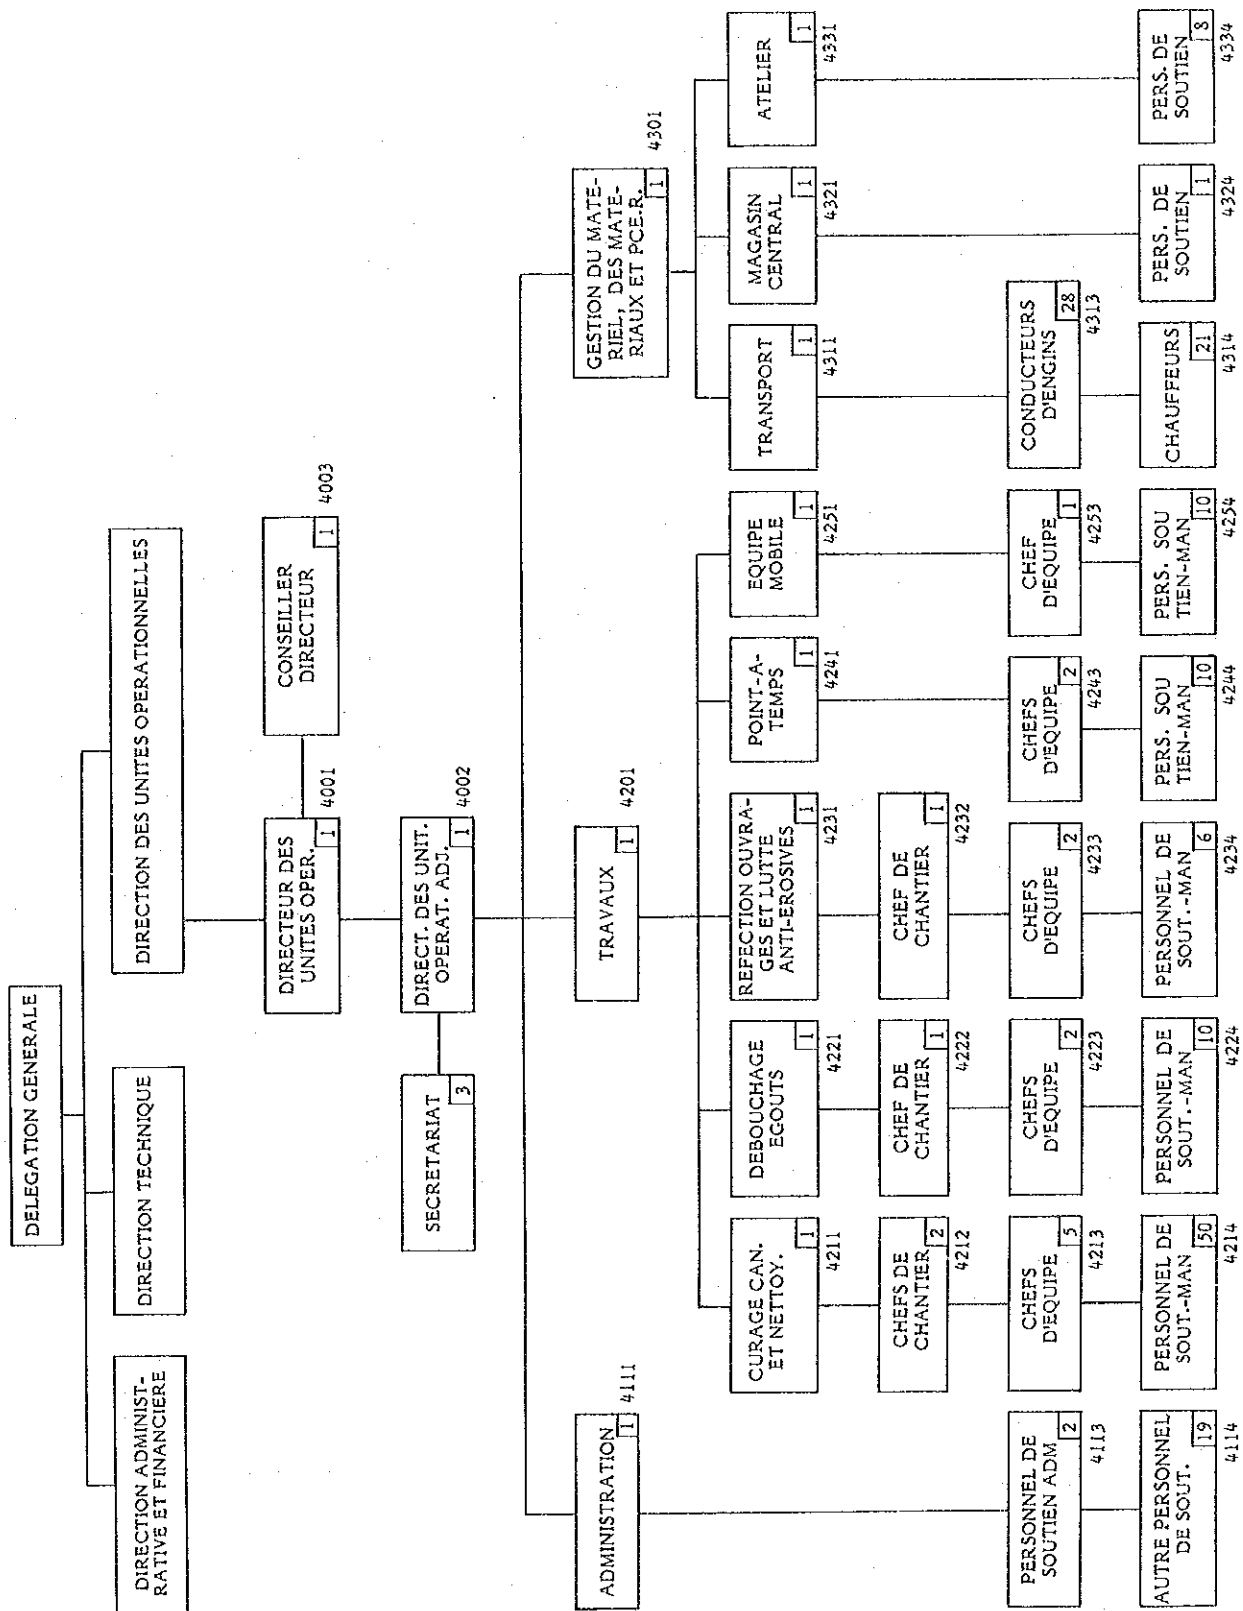 DELEGATION GENERALE
DIRECTION ADMINIST-
RATIVE ET FINANCIERE
DIRECTION TECHNIQUE
DIRECTION DES UNITES OPERATIONNELLES
DIRECTEUR DES
UNITES OPER.
1
4001
CONSEILLER
DIRECTEUR
1
4003
SECRETARIAT
3
DIRECT. DES UNIT.
OPERAT. ADJ.
1
4002
ADMINISTRATION
1
4111
TRAVAUX
1
4201
GESTION DU MATE-
RIEL, DES MATE-
RIAUX ET PCE.R.
1
4301
CURAGE CAN.
ET NETTOY.
1
4211
DEBOUCHAGE
EGOUTS
1
4221
REFECTION OUVRA-
GES ET LUTTE
ANTI-EROSIVES
1
4231
POINT-A-
TEMPS
1
4241
EQUIPE
MOBILE
1
4251
TRANSPORT
1
4311
MAGASIN
CENTRAL
1
4321
ATELIER
1
4331
CHEFS DE
CHANTIER
2
4212
CHEF DE
CHANTIER
1
4222
CHEF DE
CHANTIER
1
4232
PERSONNEL DE
SOUTIEN ADM
2
4113
CHEFS
D'EQUIPE
5
4213
CHEFS
D'EQUIPE
2
4223
CHEFS
D'EQUIPE
2
4233
CHEFS
D'EQUIPE
2
4243
CHEF
D'EQUIPE
1
4253
CONDUCTEURS
D'ENGINS
28
4313
AUTRE PERSONNEL
DE SOUT.
19
4114
PERSONNEL DE
SOUT.-MAN
50
4214
PERSONNEL DE
SOUT.-MAN
10
4224
PERSONNEL DE
SOUT.-MAN
6
4234
PERS. SOU
TIEN-MAN
10
4244
PERS. SOU
TIEN-MAN
10
4254
CHAUFFEURS
21
4314
PERS. DE
SOUTIEN
1
4324
PERS. DE
SOUTIEN
8
4334